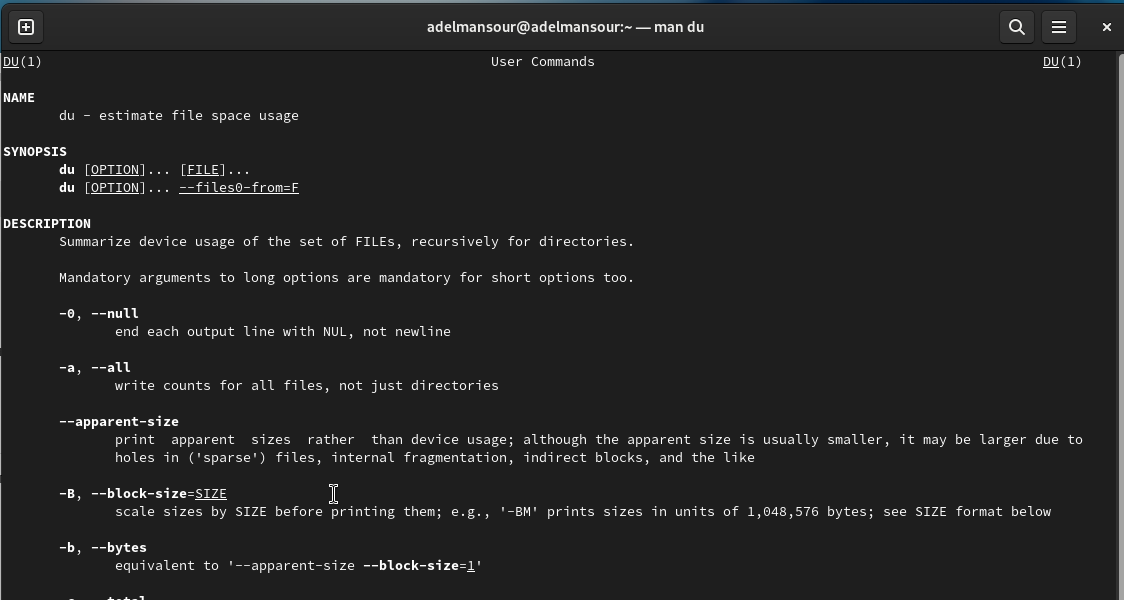 adelmansour@adelmansour:~ — man du
DU(1) User Commands DU(1)
NAME
du - estimate file space usage
SYNOPSIS
du [OPTION]... [FILE]...
du [OPTION]... --files0-from=F
DESCRIPTION
Summarize device usage of the set of FILEs, recursively for directories.
Mandatory arguments to long options are mandatory for short options too.
-0, --null
end each output line with NUL, not newline
-a, --all
write counts for all files, not just directories
--apparent-size
print apparent sizes rather than device usage; although the apparent size is usually smaller, it may be larger due to
holes in ('sparse') files, internal fragmentation, indirect blocks, and the like
-B, --block-size=SIZE
scale sizes by SIZE before printing them; e.g., '-BM' prints sizes in units of 1,048,576 bytes; see SIZE format below
-b, --bytes
equivalent to '--apparent-size --block-size=1'